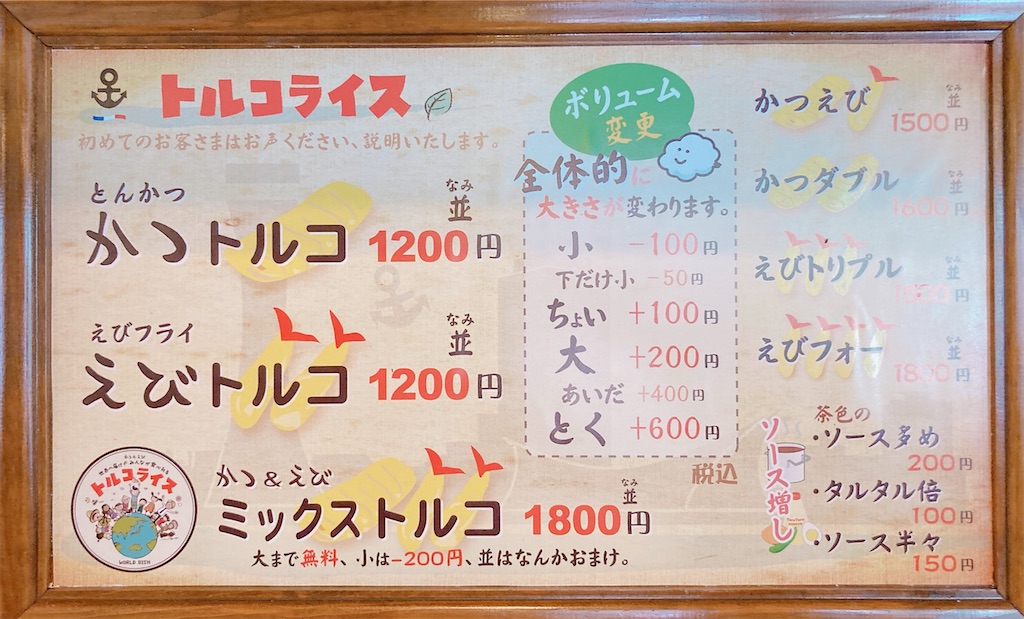 トルコライス
初めてのお客さまはお声ください、説明いたします。
とんかつ
なみ
かつトルコ 並 1200円
えびフライ
なみ
えびトルコ 並 1200円
トルコライス
WORLD DISH
かつ&えび
なみ
ミックストルコ 並 1800円
大まで無料、小は-200円、並はなんかおまけ。
ボリューム
変更
全体的に
大きさが変わります。
小 -100円
下だけ小 -50円
ちょい +100円
大 +200円
あいだ +400円
とく +600円
税込
なみ
かつえび 並
1500円
なみ
かつダブル 並
1600円
なみ
えびトリプル 並
円
なみ
えびフォー 並
1800円
ソース増し
茶色の
・ソース多め
200円
・タルタル倍
100円
・ソース半々
150円